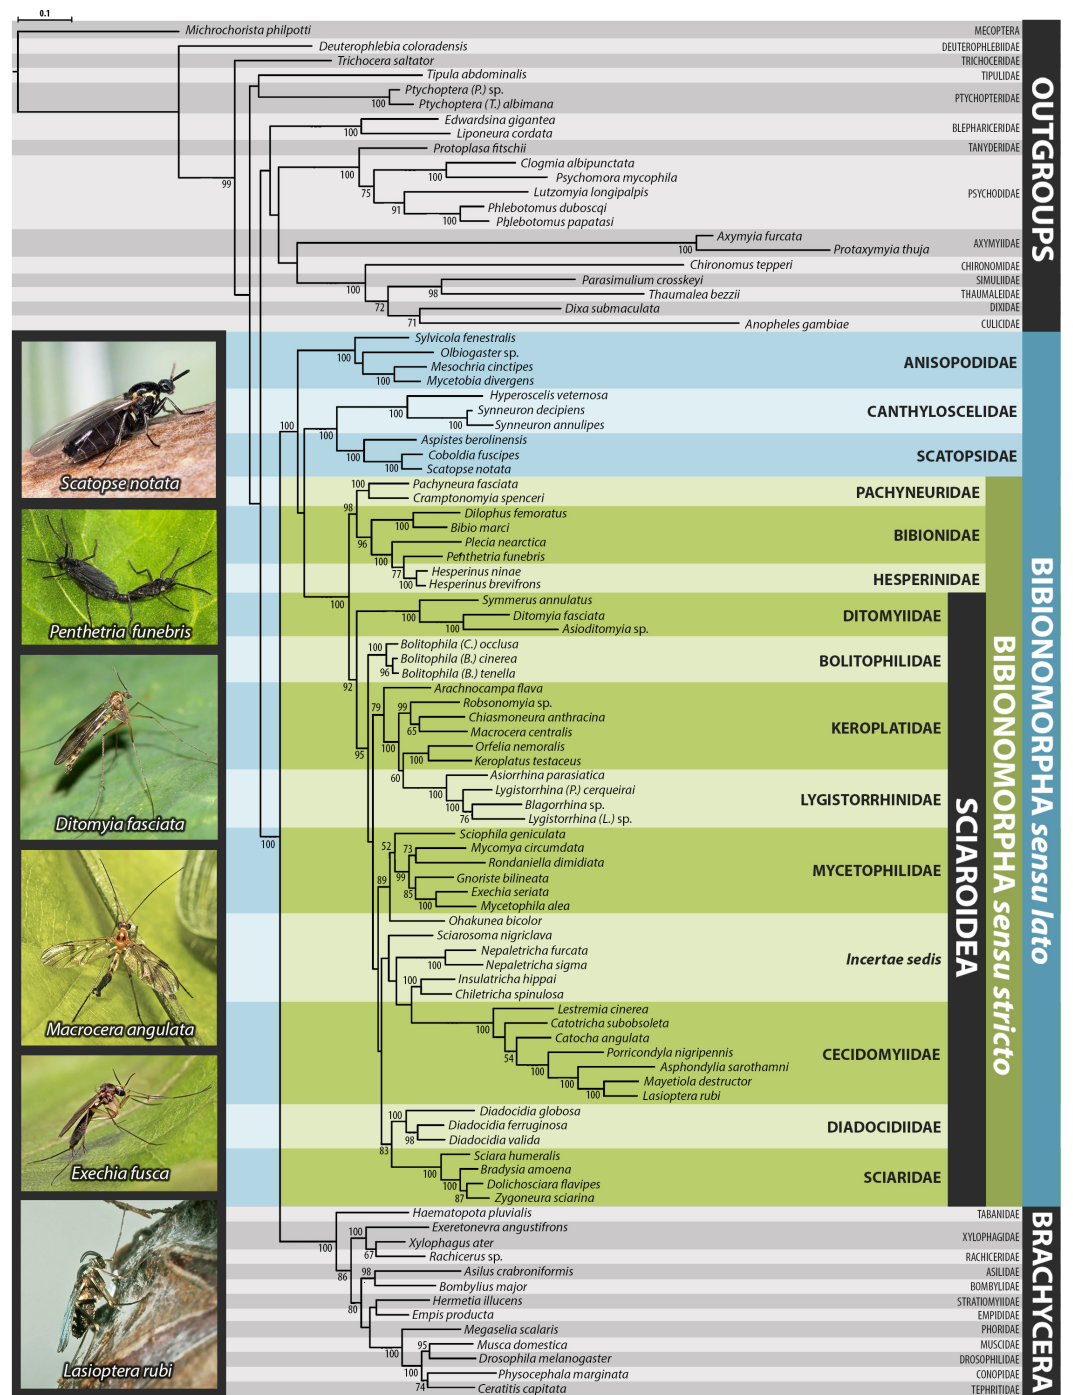 0.1
Michrochorista philpotti MECOPTERA
Deuterophlebia coloradensis DEUTEROPHLEBIIDAE
Trichocera saltator TRICHOCERIDAE
Tipula abdominalis TIPULIDAE
Ptychoptera (P.) sp.
100 Ptychoptera (T.) albimana PTYCHOPTERIDAE
Edwardsina gigantea
100 Liponeura cordata BLEPHARICERIDAE
Protoplasa fitschii TANYDERIDAE
100 Clogmia albipunctata
99 100 Psychomora mycophila
75 Lutzomyia longipalpis PSYCHODIDAE
91 Phlebotomus duboscqi
100 Phlebotomus papatasi
Axymyia furcata
100 Protaxymyia thuja AXYMYIIDAE
Chironomus tepperi CHIRONOMIDAE
100 Parasimulium crosskeyi SIMULIIDAE
98 Thaumalea bezzii THAUMALEIDAE
72 Dixa submaculata DIXIDAE
71 Anopheles gambiae CULICIDAE
OUTGROUPS
Sylvicola fenestralis
100 Olbiogaster sp.
Mesochria cinctipes
100 Mycetobia divergens
ANISOPODIDAE
Hyperoscelis veternosa
100 Synneuron decipiens
100 Synneuron annulipes
CANTHYLOSCELIDAE
100 100 Aspistes berolinensis
100 Coboldia fuscipes
100 Scatopse notata
SCATOPSIDAE
100 Pachyneura fasciata
Cramptonomyia spenceri
PACHYNEURIDAE
98 Dilophus femoratus
100 Bibio marci
96 Plecia nearctica
100 Penthetria funebris
BIBIONIDAE
77 Hesperinus ninae
100 Hesperinus brevifrons
HESPERINIDAE
100 Symmerus annulatus
100 Ditomyia fasciata
100 Asioditomyia sp.
DITOMYIIDAE
100 Bolitophila (C.) occlusa
Bolitophila (B.) cinerea
96 Bolitophila (B.) tenella
BOLITOPHILIDAE
92 Arachnocampa flava
79 99 Robsonomyia sp.
Chiasmoneura anthracina
65 Macrocera centralis
100 Orfelia nemoralis
95 100 Keroplatus testaceus
KEROPLATIDAE
60 Asiorrhina parasiatica
100 Lygistorrhina (P.) cerqueirai
100 Blagorrhina sp.
76 Lygistorrhina (L.) sp.
LYGISTORRHINIDAE
Sciophila geniculata
52 73 Mycomya circumdata
Rondaniella dimidiata
89 99 Gnoriste bilineata
85 Exechia seriata
100 Mycetophila alea
MYCETOPHILIDAE
Ohakunea bicolor
Sciarosoma nigriclava
Nepaletricha furcata
100 Nepaletricha sigma
100 Insulatricha hippai
Chiletricha spinulosa
Incertae sedis
Lestremia cinerea
100 Catotricha subobsoleta
Catocha angulata
54 Porricondyla nigripennis
100 Asphondylia sarothamni
100 Mayetiola destructor
100 Lasioptera rubi
CECIDOMYIIDAE
100 Diadocidia globosa
Diadocidia ferruginosa
98 Diadocidia valida
DIADOCIDIIDAE
83 Sciara humeralis
100 Bradysia amoena
100 Dolichosciara flavipes
87 Zygoneura sciarina
SCIARIDAE
100
SCIAROIDEA
BIBIONOMORPHA sensu stricto
BIBIONOMORPHA sensu lato
Haematopota pluvialis TABANIDAE
100 100 Exeretonevra angustifrons
Xylophagus ater XYLOPHAGIDAE
67 Rachicerus sp. RACHICERIDAE
86 98 Asilus crabroniformis ASILIDAE
Bombylius major BOMBYLIDAE
80 Hermetia illucens STRATIOMYIIDAE
Empis producta EMPIDIDAE
Megaselia scalaris PHORIDAE
100 95 Musca domestica MUSCIDAE
Drosophila melanogaster DROSOPHILIDAE
100 Physocephala marginata CONOPIDAE
74 Ceratitis capitata TEPHRITIDAE
BRACHYCERA
Scatopse notata
Penthetria funebris
Ditomyia fasciata
Macrocera angulata
Exechia fusca
Lasioptera rubi